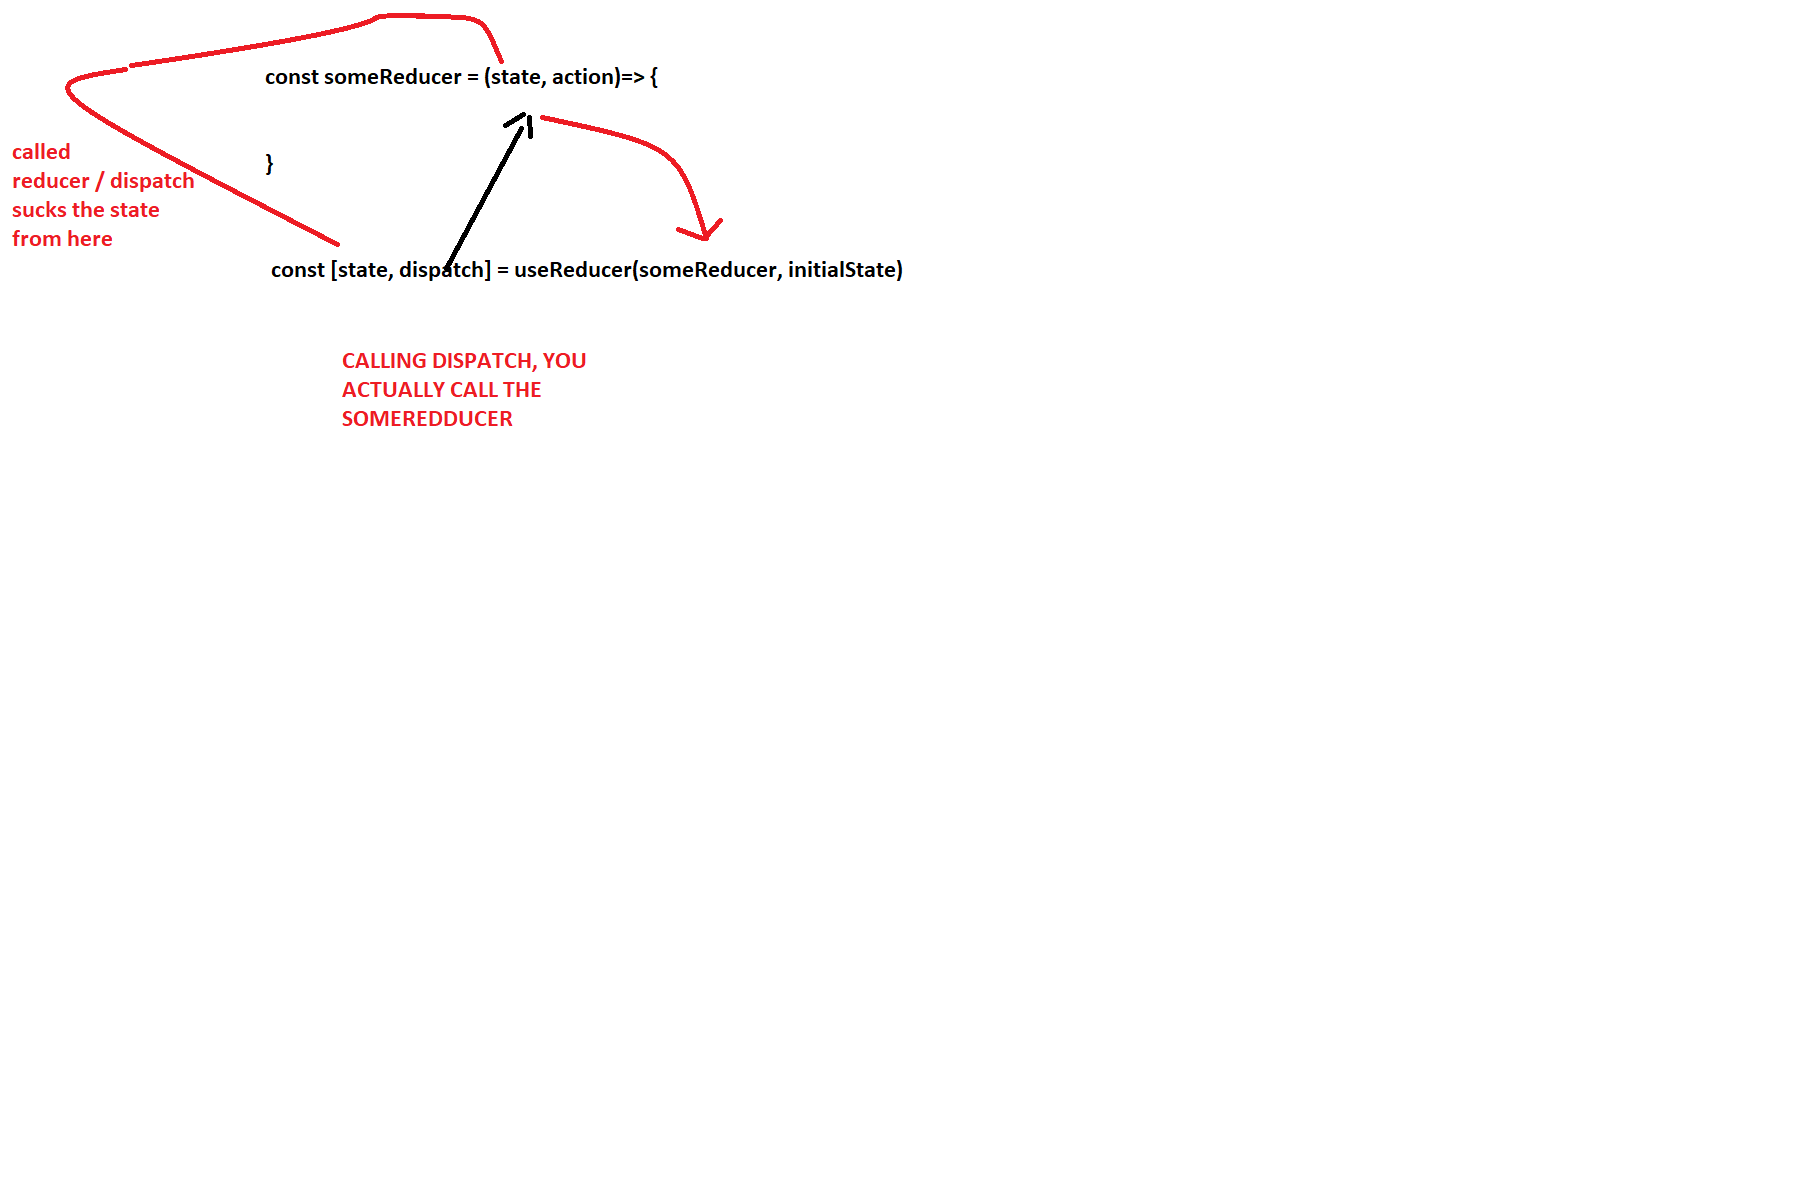 const someReducer = (state, action)=> {
}
called
reducer / dispatch
sucks the state
from here
const [state, dispatch] = useReducer(someReducer, initialState)
CALLING DISPATCH, YOU
ACTUALLY CALL THE
SOMEREDDUCER